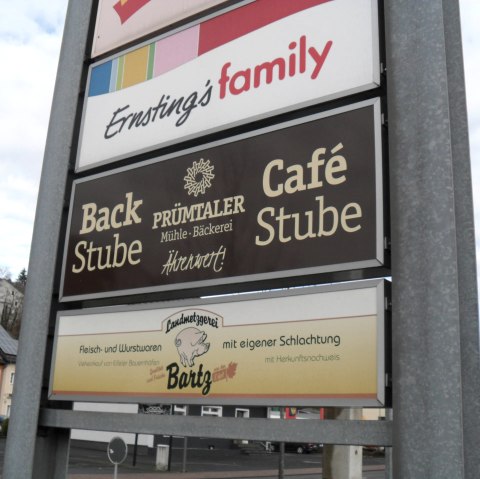 Ernsting's family
Back Stube
PRÜMTALER
Mühle · Bäckerei
Ährenwert!
Café Stube
Landmetzgerei
Bartz
Fleisch- und Wurstwaren
mit eigener Schlachtung
mit Herkunftsnachweis